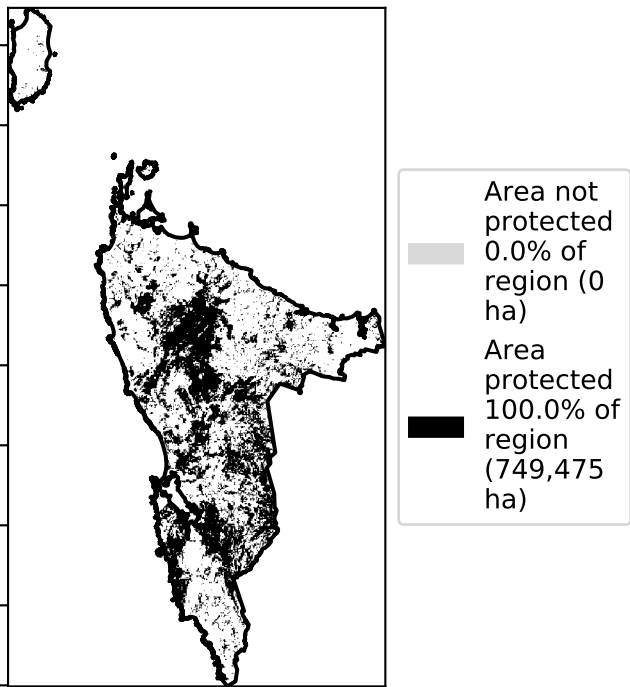 Area not
protected
0.0% of
region (0
ha)
Area
protected
100.0% of
region
(749,475
ha)